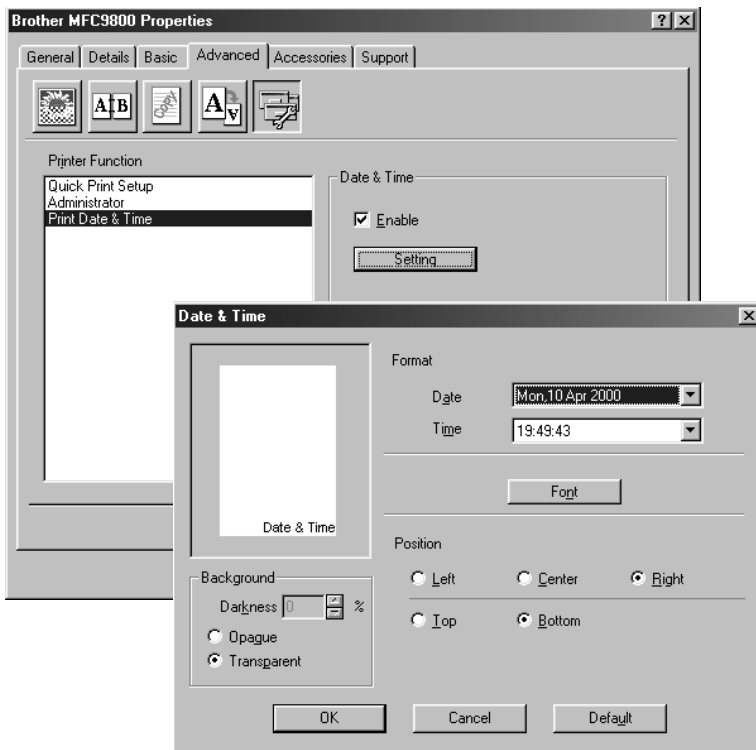 Brother MFC9800 Properties
General Details Basic Advanced Accessories Support
A B
A
Printer Function
Quick Print Setup
Administrator
Print Date & Time
Date & Time
Enable
Setting
Date & Time
Date & Time
Format
Date Mon,10 Apr 2000
Time 19:49:43
Font
Position
Left Center Right
Top Bottom
Background
Darkness 0 %
Opague
Transparent
OK Cancel Default